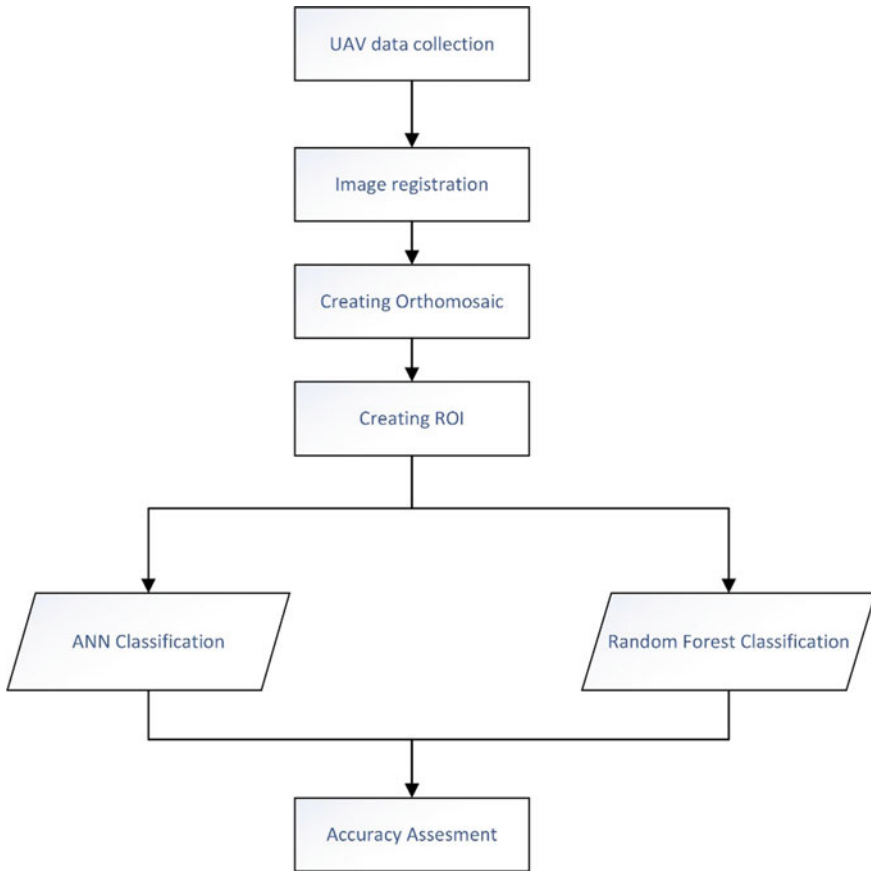 UAV data collection
Image registration
Creating Orthomosaic
Creating ROI
ANN Classification
Random Forest Classification
Accuracy Assesment